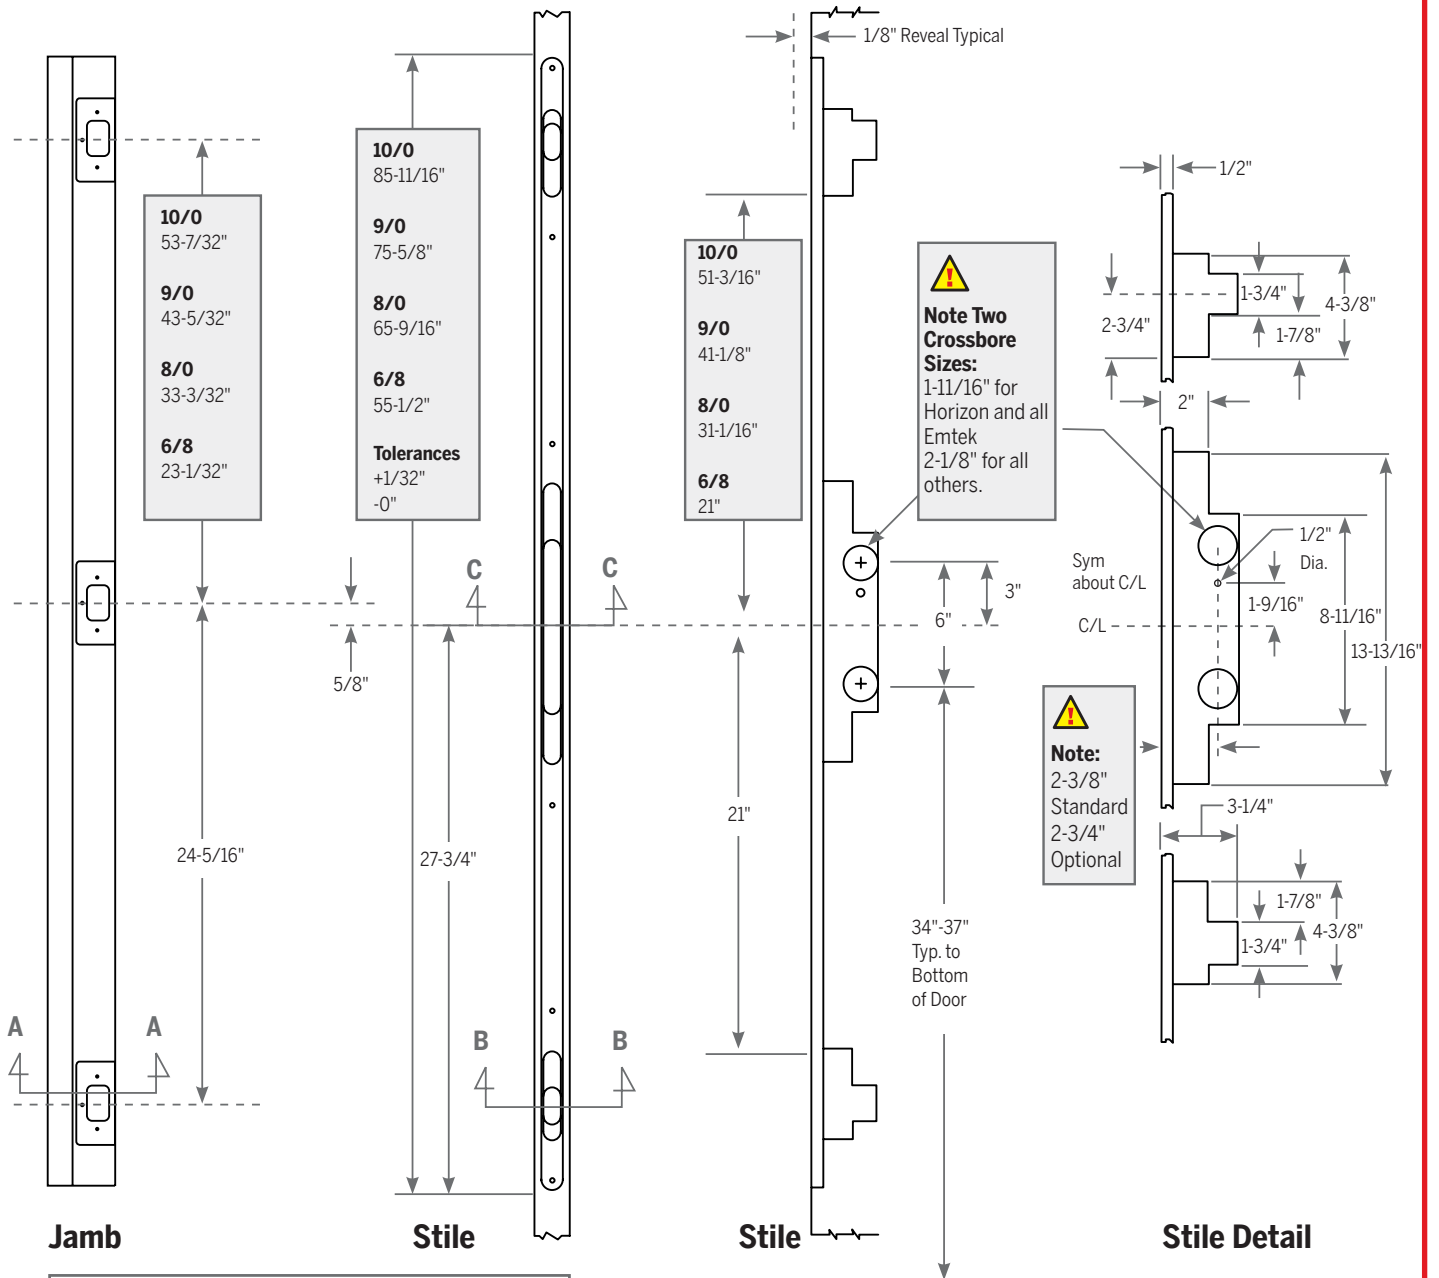 1/8" Reveal Typical
10/0
53-7/32"
9/0
43-5/32"
8/0
33-3/32"
6/8
23-1/32"
24-5/16"
A
A
Jamb
10/0
85-11/16"
9/0
75-5/8"
8/0
65-9/16"
6/8
55-1/2"
Tolerances
+1/32"
-0"
5/8"
27-3/4"
C
C
B
B
Stile
10/0
51-3/16"
9/0
41-1/8"
8/0
31-1/16"
6/8
21"
21"
3"
6"
34"-37"
Typ. to
Bottom
of Door
Stile
Note Two
Crossbore
Sizes:
1-11/16" for
Horizon and all
Emtek
2-1/8" for all
others.
1/2"
1-3/4"
4-3/8"
2-3/4"
1-7/8"
2"
1/2"
Dia.
Sym
about C/L
1-9/16"
C/L
8-11/16"
13-13/16"
Note:
2-3/8"
Standard
2-3/4"
Optional
3-1/4"
1-7/8"
4-3/8"
1-3/4"
Stile Detail